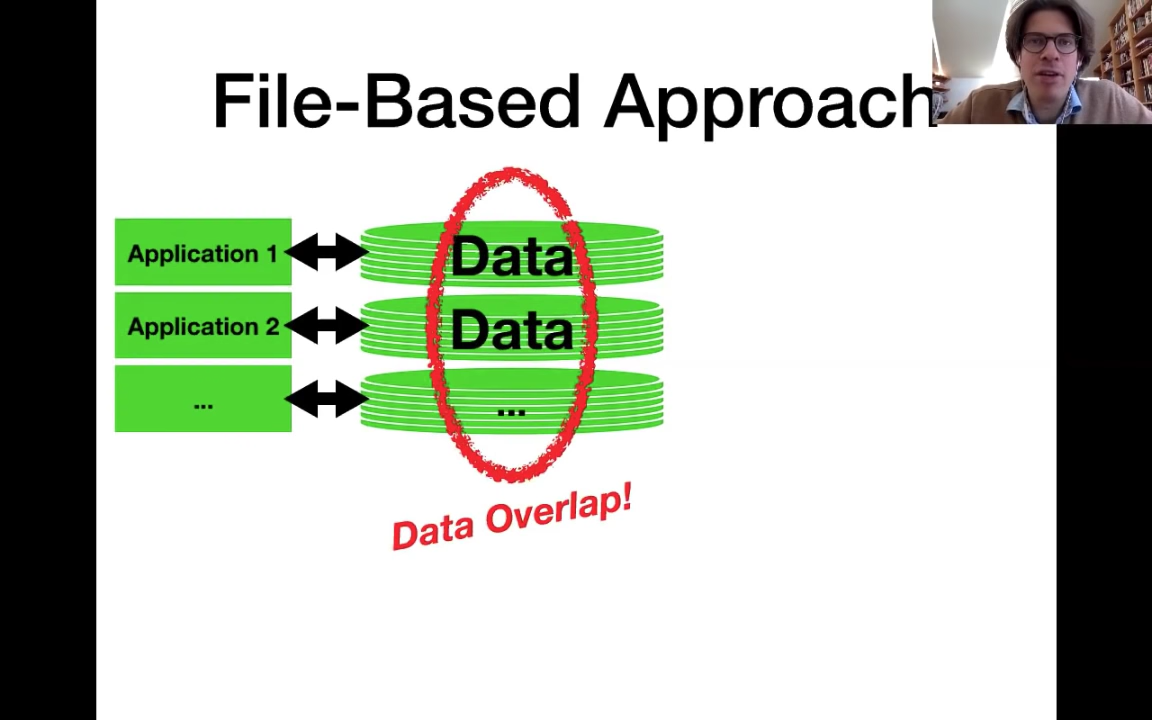 File-Based Approach
Application 1
Data
Application 2
Data
...
...
Data Overlap!